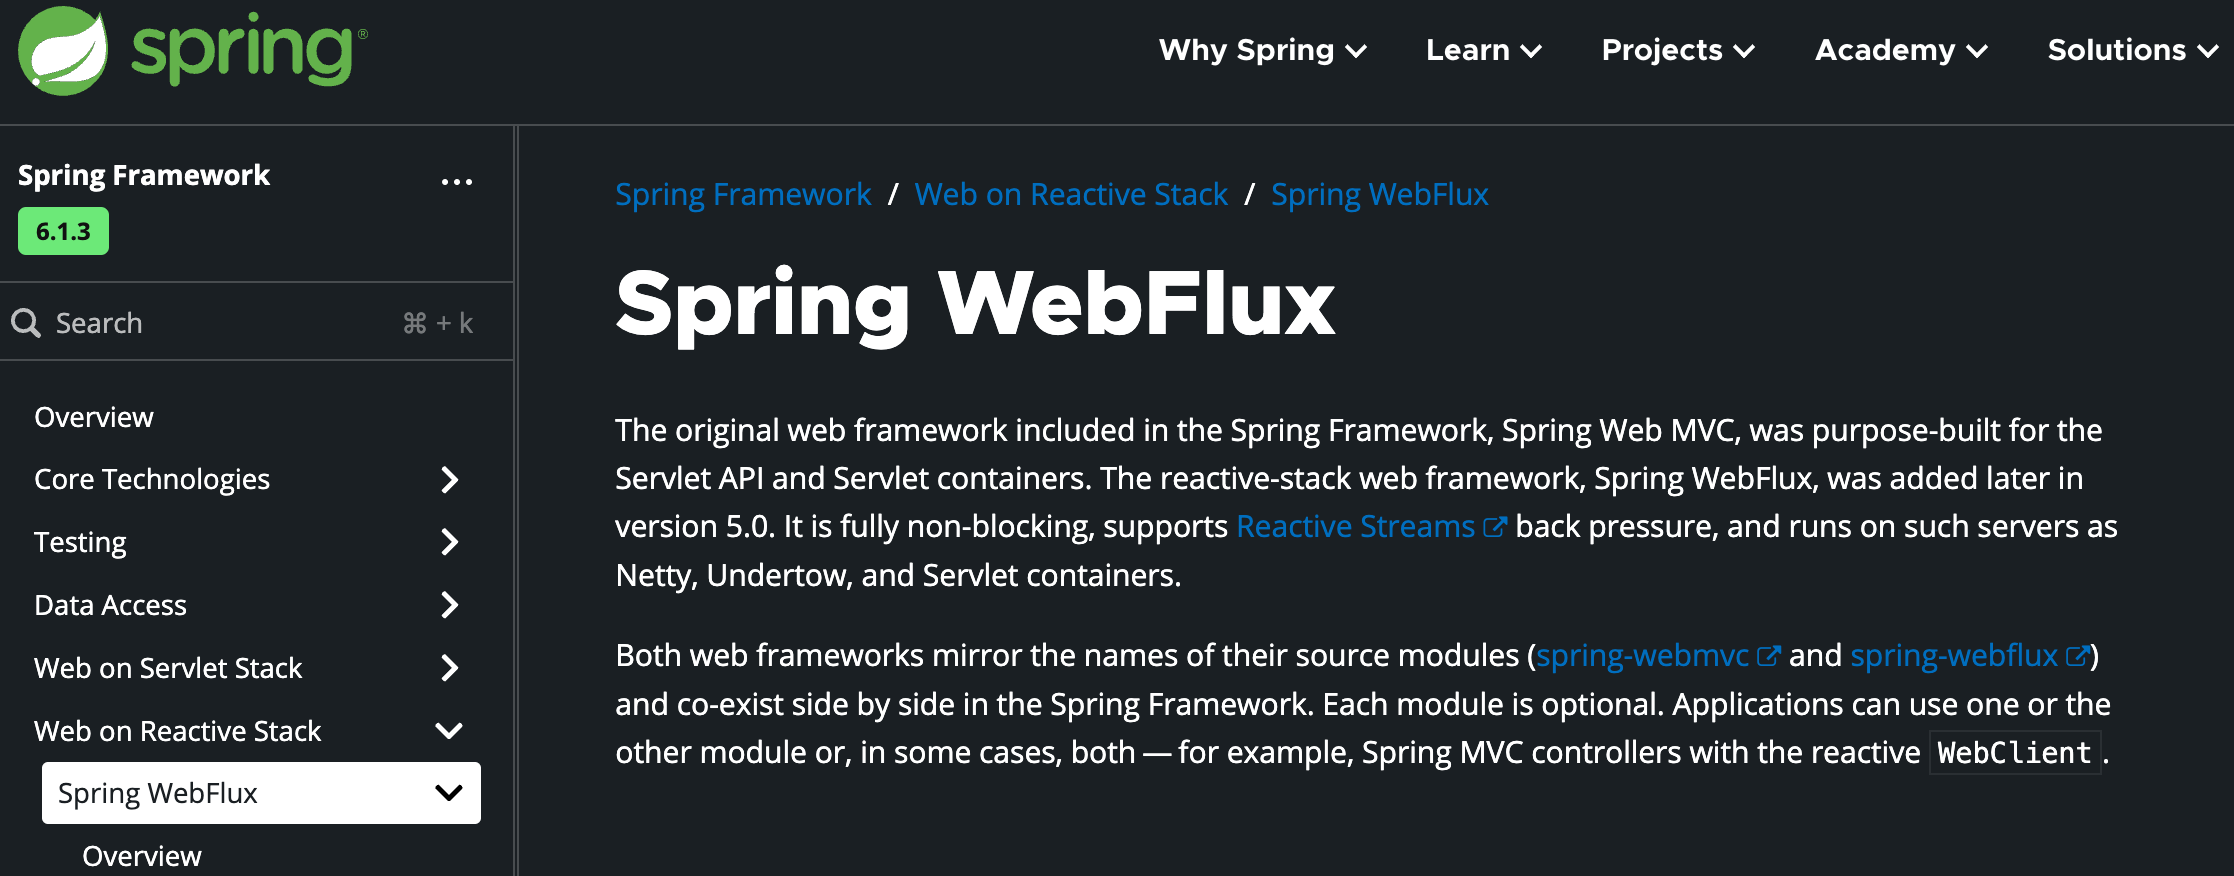 spring®
Why Spring
Learn
Projects
Academy
Solutions
Spring Framework
...
6.1.3
Search
⌘ + k
Overview
Core Technologies
Testing
Data Access
Web on Servlet Stack
Web on Reactive Stack
Spring WebFlux
Overview
Spring Framework / Web on Reactive Stack / Spring WebFlux
Spring WebFlux
The original web framework included in the Spring Framework, Spring Web MVC, was purpose-built for the
Servlet API and Servlet containers. The reactive-stack web framework, Spring WebFlux, was added later in
version 5.0. It is fully non-blocking, supports Reactive Streams back pressure, and runs on such servers as
Netty, Undertow, and Servlet containers.
Both web frameworks mirror the names of their source modules (spring-webmvc and spring-webflux)
and co-exist side by side in the Spring Framework. Each module is optional. Applications can use one or the
other module or, in some cases, both — for example, Spring MVC controllers with the reactive WebClient.